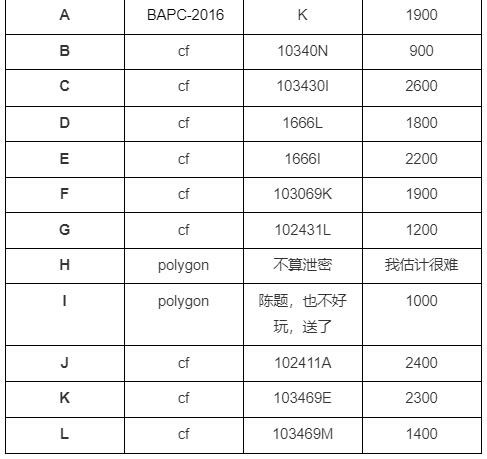 A BAPC-2016 K 1900
B cf 10340N 900
C cf 103430I 2600
D cf 1666L 1800
E cf 1666I 2200
F cf 103069K 1900
G cf 102431L 1200
H polygon 不算泄密 我估计很难
I polygon 陈题，也不好 1000
玩，送了
J cf 102411A 2400
K cf 103469E 2300
L cf 103469M 1400